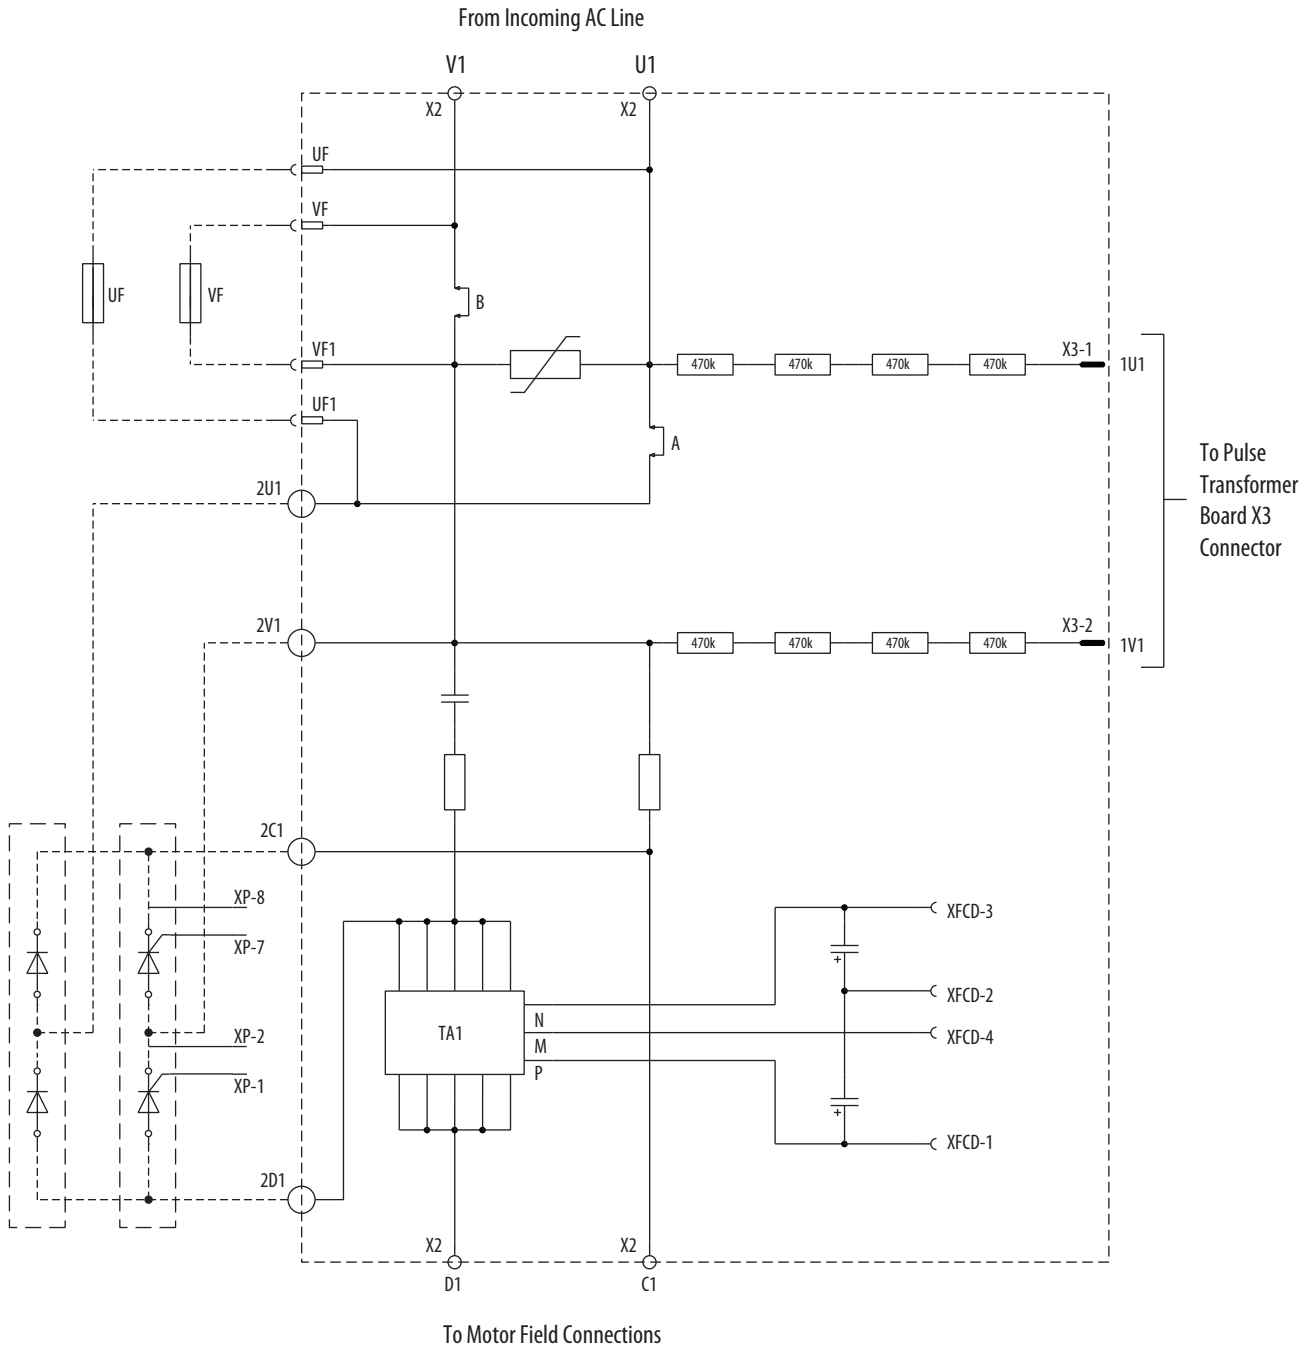 From Incoming AC Line
V1
U1
X2
X2
UF
VF
UF
VF
B
VF1
470k
470k
470k
470k
X3-1
1U1
UF1
A
To Pulse
Transformer
Board X3
Connector
2U1
2V1
470k
470k
470k
470k
X3-2
1V1
2C1
XP-8
XP-7
XFCD-3
XFCD-2
N
TA1
XP-2
XFCD-4
M
P
XP-1
XFCD-1
+
+
2D1
X2
X2
D1
C1
To Motor Field Connections